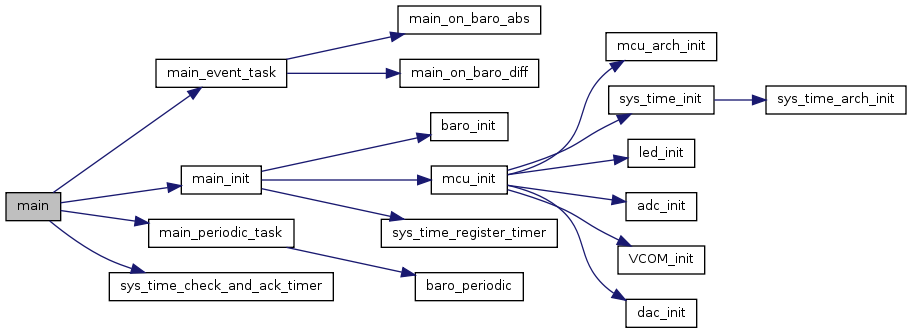 main
main_event_task
main_on_baro_abs
main_on_baro_diff
main_init
baro_init
mcu_init
mcu_arch_init
sys_time_init
sys_time_arch_init
led_init
adc_init
VCOM_init
dac_init
sys_time_register_timer
main_periodic_task
baro_periodic
sys_time_check_and_ack_timer